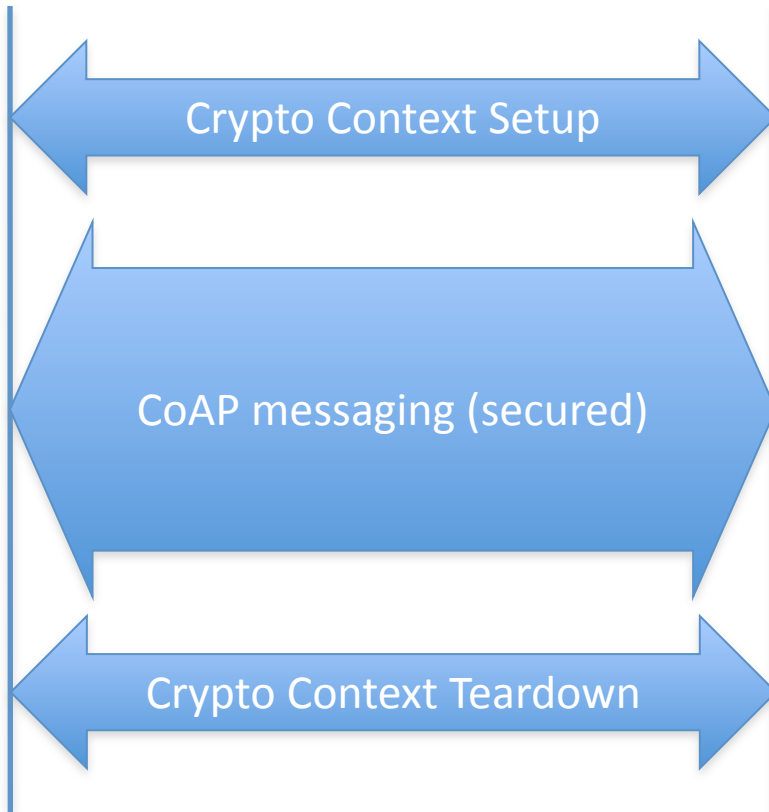 Crypto Context Setup
CoAP messaging (secured)
Crypto Context Teardown